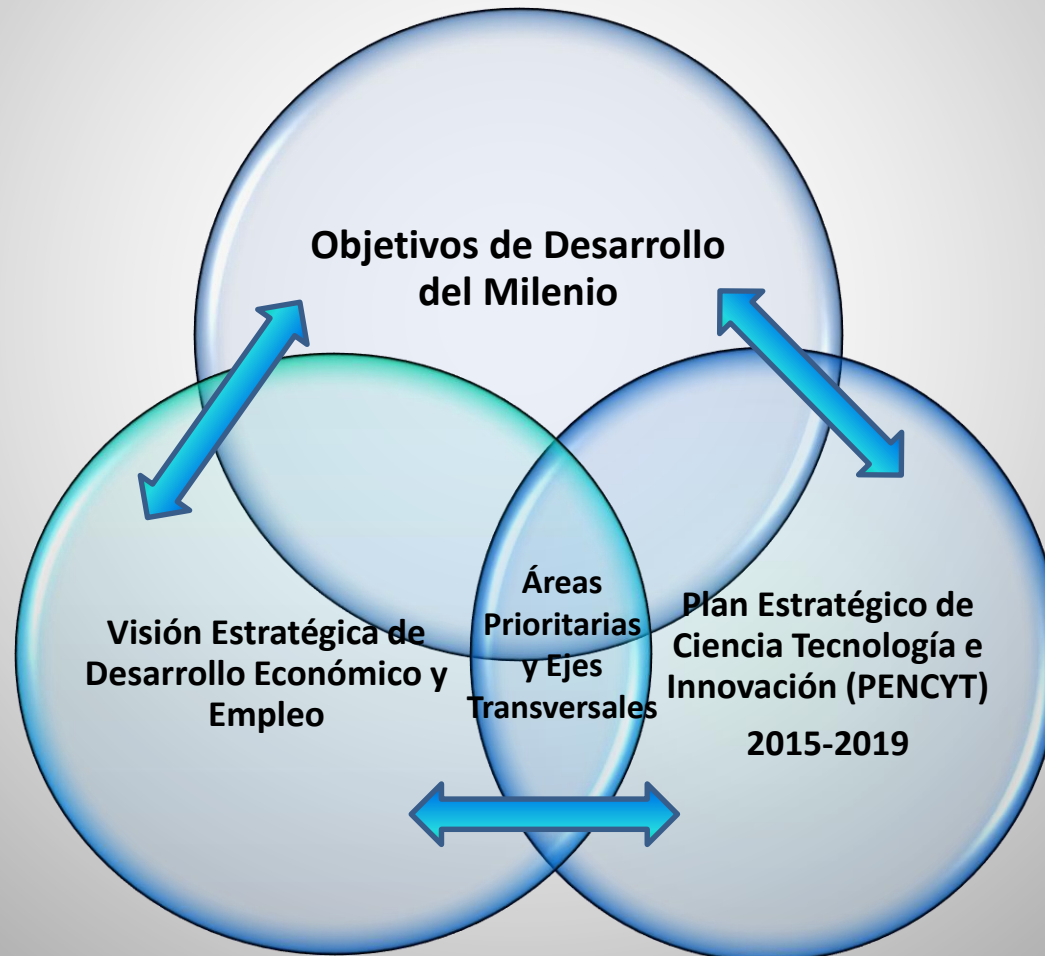 Objetivos de Desarrollo
del Milenio
Visión Estratégica de
Desarrollo Económico y
Empleo
Áreas
Prioritarias
y Ejes
Transversales
Plan Estratégico de
Ciencia Tecnología e
Innovación (PENCYT)
2015-2019